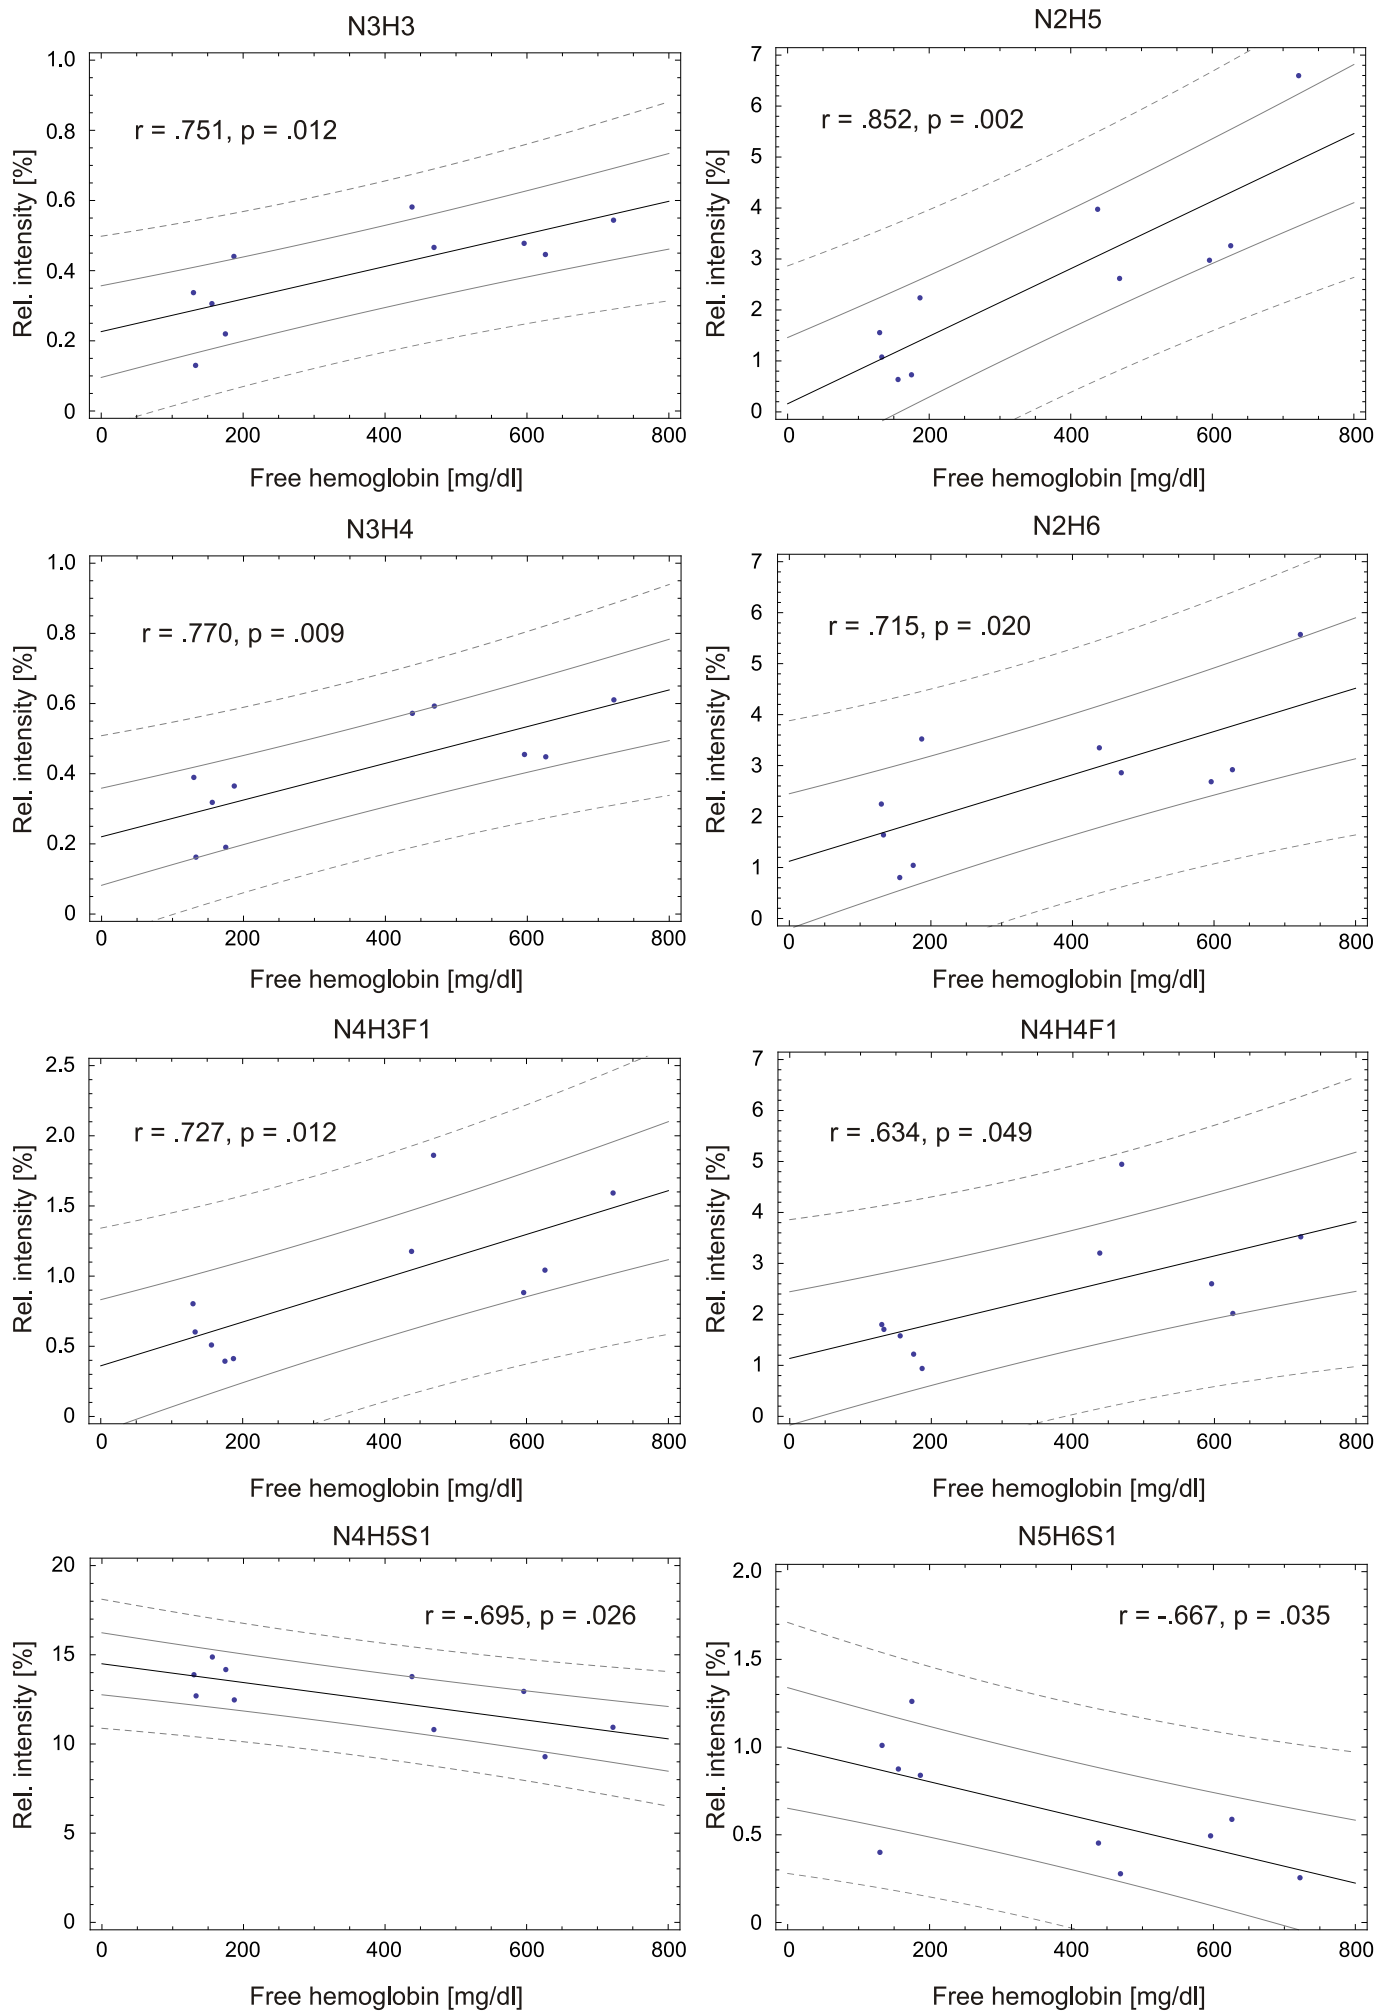 N3H3
1.0
0.8
0.6
0.4
0.2
0
Rel. intensity [%]
r = .751, p = .012
0 200 400 600 800
Free hemoglobin [mg/dl]
N2H5
7
6
5
4
3
2
1
0
Rel. intensity [%]
r = .852, p = .002
0 200 400 600 800
Free hemoglobin [mg/dl]
N3H4
1.0
0.8
0.6
0.4
0.2
0
Rel. intensity [%]
r = .770, p = .009
0 200 400 600 800
Free hemoglobin [mg/dl]
N2H6
7
6
5
4
3
2
1
0
Rel. intensity [%]
r = .715, p = .020
0 200 400 600 800
Free hemoglobin [mg/dl]
N4H3F1
2.5
2.0
1.5
1.0
0.5
0
Rel. intensity [%]
r = .727, p = .012
0 200 400 600 800
Free hemoglobin [mg/dl]
N4H4F1
7
6
5
4
3
2
1
0
Rel. intensity [%]
r = .634, p = .049
0 200 400 600 800
Free hemoglobin [mg/dl]
N4H5S1
20
15
10
5
0
Rel. intensity [%]
r = -.695, p = .026
0 200 400 600 800
Free hemoglobin [mg/dl]
N5H6S1
2.0
1.5
1.0
0.5
0
Rel. intensity [%]
r = -.667, p = .035
0 200 400 600 800
Free hemoglobin [mg/dl]